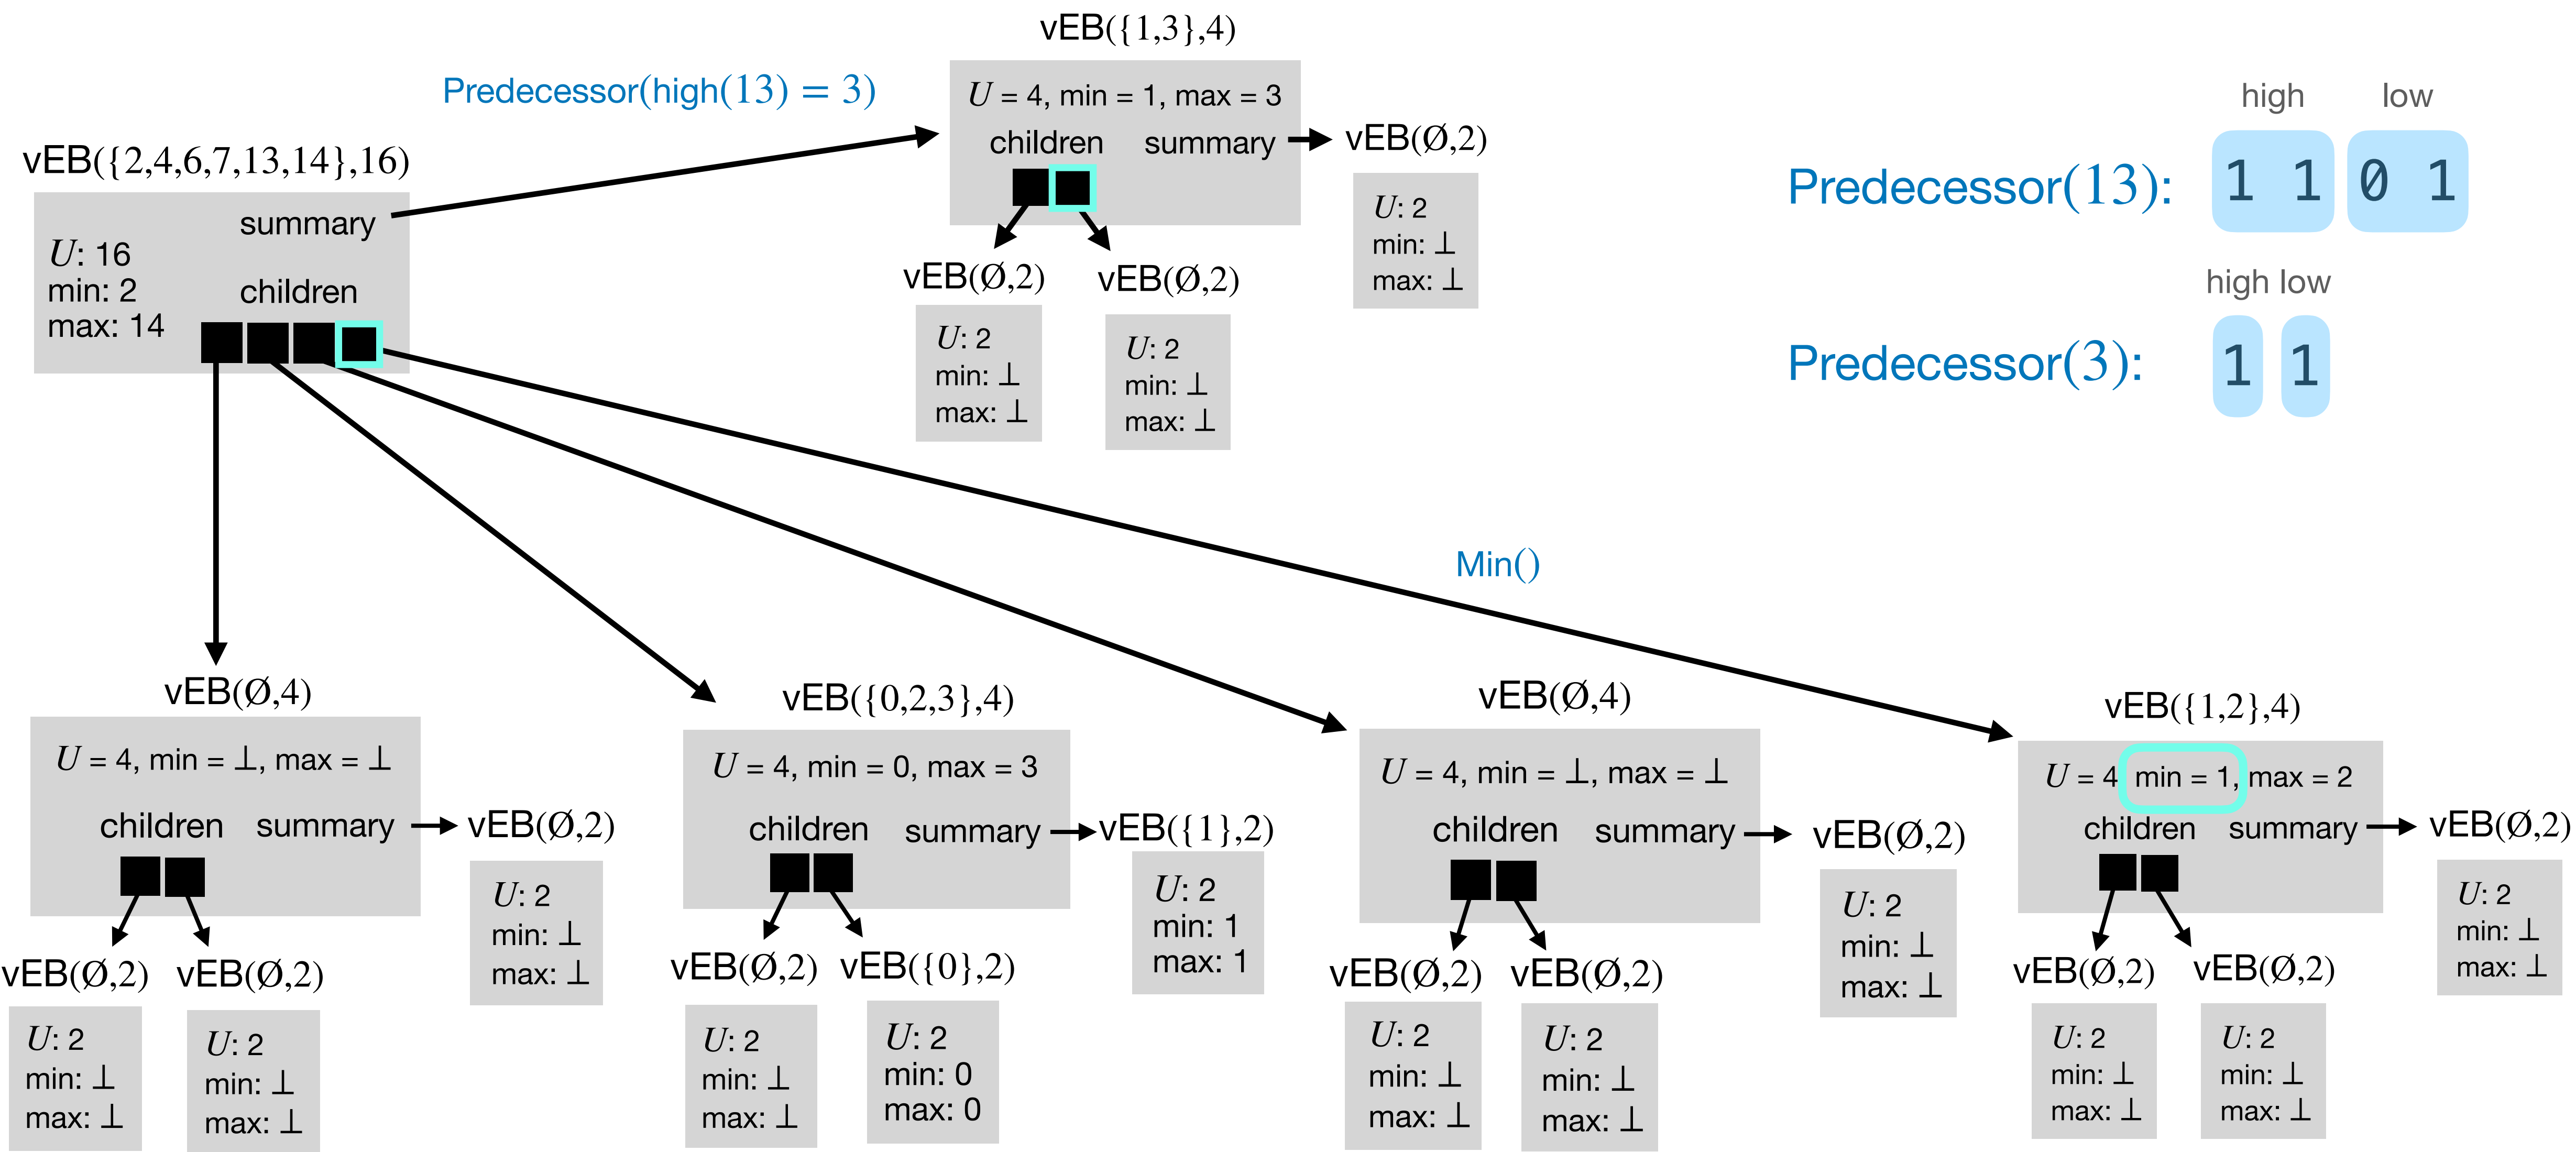 vEB({1,3},4)
Predecessor(high(13) = 3)
U = 4, min = 1, max = 3
children summary
vEB(Ø,2)
U: 2
min: ⊥
max: ⊥
vEB(Ø,2)
U: 2
min: ⊥
max: ⊥
vEB(Ø,2)
U: 2
min: ⊥
max: ⊥
high low
Predecessor(13): 1 1 0 1
high low
Predecessor(3): 1 1
vEB({2,4,6,7,13,14},16)
summary
U: 16
min: 2
max: 14
children
Min()
vEB(Ø,4)
U = 4, min = ⊥, max = ⊥
children summary
vEB(Ø,2)
U: 2
min: ⊥
max: ⊥
vEB(Ø,2)
U: 2
min: ⊥
max: ⊥
vEB(Ø,2)
U: 2
min: ⊥
max: ⊥
vEB({0,2,3},4)
U = 4, min = 0, max = 3
children summary
vEB({1},2)
U: 2
min: 1
max: 1
vEB(Ø,2)
U: 2
min: ⊥
max: ⊥
vEB({0},2)
U: 2
min: 0
max: 0
vEB(Ø,4)
U = 4, min = ⊥, max = ⊥
children summary
vEB(Ø,2)
U: 2
min: ⊥
max: ⊥
vEB(Ø,2)
U: 2
min: ⊥
max: ⊥
vEB(Ø,2)
U: 2
min: ⊥
max: ⊥
vEB({1,2},4)
U = 4 min = 1, max = 2
children summary
vEB(Ø,2)
U: 2
min: ⊥
max: ⊥
vEB(Ø,2)
U: 2
min: ⊥
max: ⊥
vEB(Ø,2)
U: 2
min: ⊥
max: ⊥